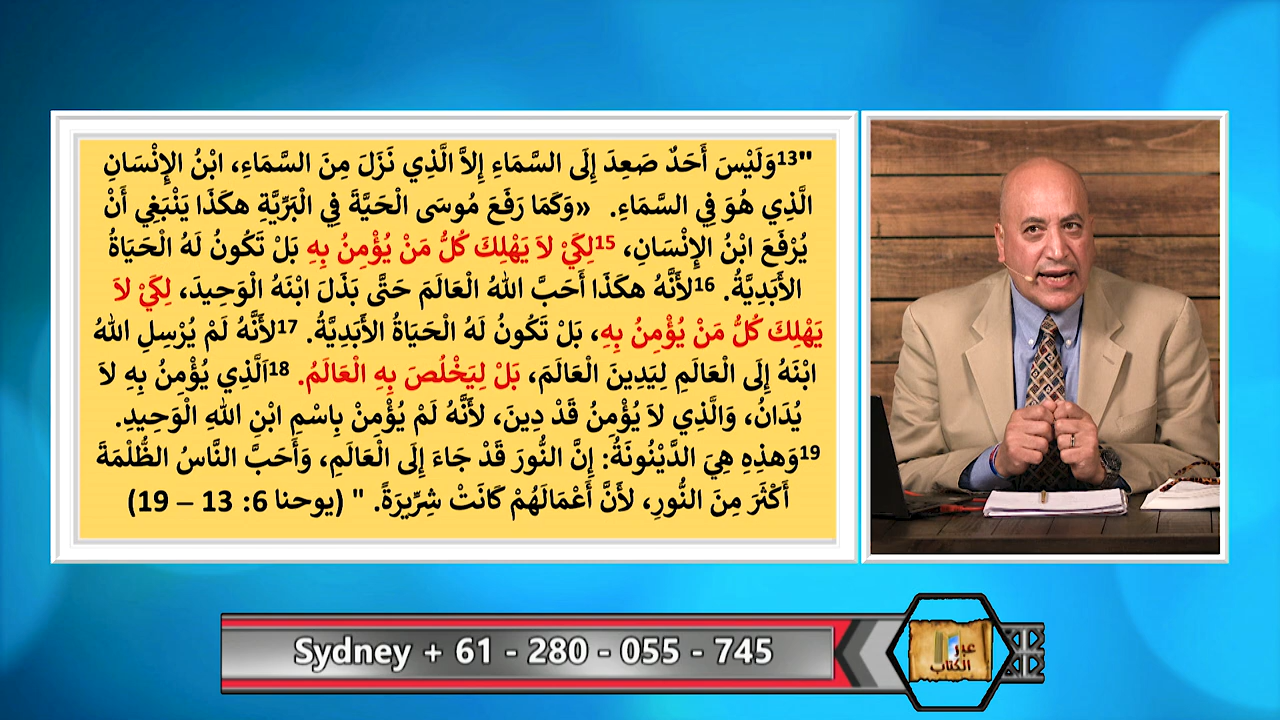 "13وَلَيْسَ أَحَدٌ صَعِدَ إِلَى السَّمَاءِ إِلاَّ الَّذِي نَزَلَ مِنَ السَّمَاءِ، ابْنُ الإِنْسَانِ
الَّذِي هُوَ فِي السَّمَاءِ. «وَكَمَا رَفَعَ مُوسَى الْحَيَّةَ فِي الْبَرِّيَّةِ هكَذَا يَنْبَغِي أَنْ
يُرْفَعَ ابْنُ الإِنْسَانِ، 15لِكَيْ لاَ يَهْلِكَ كُلُّ مَنْ يُؤْمِنُ بِهِ بَلْ تَكُونُ لَهُ الْحَيَاةُ
الأَبَدِيَّةُ. 16لأَنَّهُ هكَذَا أَحَبَّ اللهُ الْعَالَمَ حَتَّى بَذَلَ ابْنَهُ الْوَحِيدَ، لِكَيْ لاَ
يَهْلِكَ كُلُّ مَنْ يُؤْمِنُ بِهِ، بَلْ تَكُونُ لَهُ الْحَيَاةُ الأَبَدِيَّةُ. 17لأَنَّهُ لَمْ يُرْسِلِ اللهُ
ابْنَهُ إِلَى الْعَالَمِ لِيَدِينَ الْعَالَمَ، بَلْ لِيَخْلُصَ بِهِ الْعَالَمُ. 18اَلَّذِي يُؤْمِنُ بِهِ لاَ
يُدَانُ، وَالَّذِي لاَ يُؤْمِنُ قَدْ دِينَ، لأَنَّهُ لَمْ يُؤْمِنْ بِاسْمِ ابْنِ اللهِ الْوَحِيدِ.
19وَهذِهِ هِيَ الدَّيْنُونَةُ: إِنَّ النُّورَ قَدْ جَاءَ إِلَى الْعَالَمِ، وَأَحَبَّ النَّاسُ الظُّلْمَةَ
أَكْثَرَ مِنَ النُّورِ، لأَنَّ أَعْمَالَهُمْ كَانَتْ شِرِّيرَةً. " (يوحنا 6: 13 – 19)
Sydney + 61 - 280 - 055 - 745
عبر
الكتاب